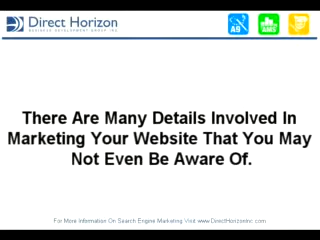 Direct Horizon
BUSINESS DEVELOPMENT GROUP INC
There Are Many Details Involved In
Marketing Your Website That You May
Not Even Be Aware Of.
For More Information On Search Engine Marketing Visit www.DirectHorizonInc.com